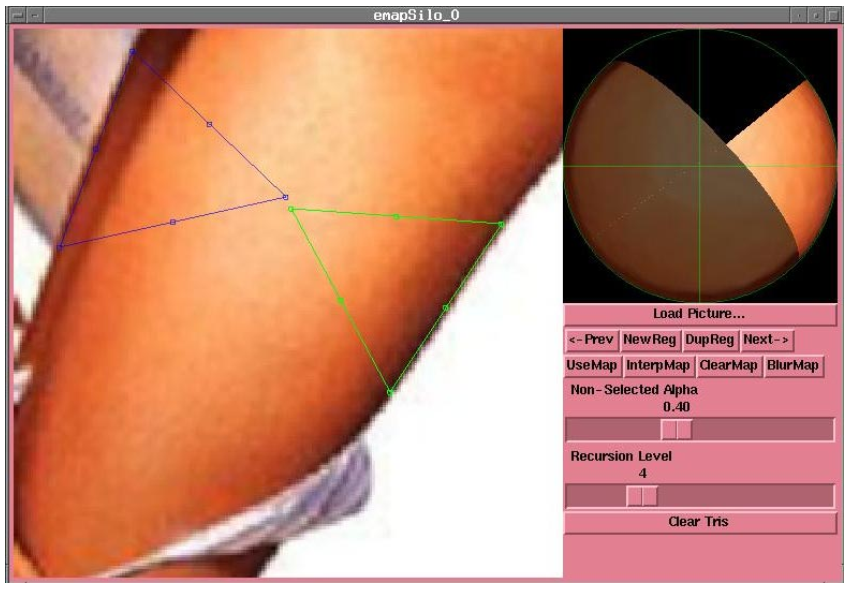 emapSilo_0
Load Picture...
<-Prev NewReg DupReg Next->
UseMap InterpMap ClearMap BlurMap
Non-Selected Alpha
0.40
Recursion Level
4
Clear Tris